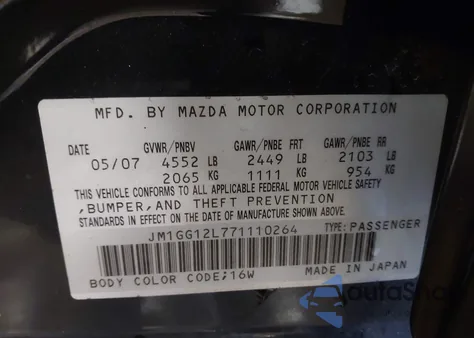 MFD. BY MAZDA MOTOR CORPORATION
DATE GVWR/PNBV GAWR/PNBE FRT GAWR/PNBE RR
05/07 4552 LB 2449 LB 2103 LB
2065 KG 1111 KG 954 KG
THIS VEHICLE CONFORMS TO ALL APPLICABLE FEDERAL MOTOR VEHICLE SAFETY
,BUMPER,AND THEFT PREVENTION
STANDARDS IN EFFECT ON THE DATE OF MANUFACTURE SHOWN ABOVE.
JM1GG12L771110264 TYPE:PASSENGER
BODY COLOR CODE;16W MADE IN JAPAN